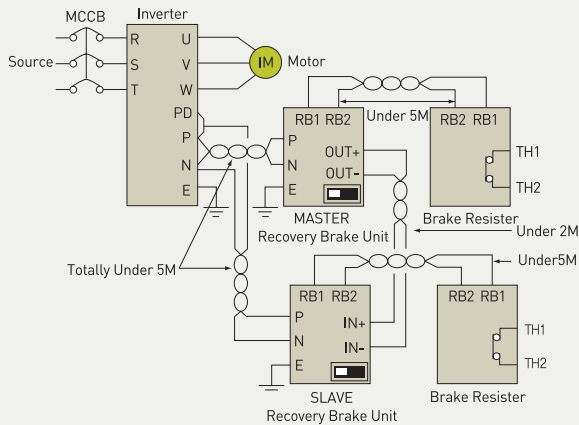 MCCB
Inverter
Source
R
S
T
U
V
W
IM
Motor
PD
P
N
E
RB1 RB2
Under 5M
RB2 RB1
P
N
E
OUT+
OUT-
MASTER
Recovery Brake Unit
TH1
TH2
Brake Resister
Under 2M
Totally Under 5M
Under5M
RB1 RB2
RB2 RB1
P
N
E
IN+
IN-
SLAVE
Recovery Brake Unit
TH1
TH2
Brake Resister